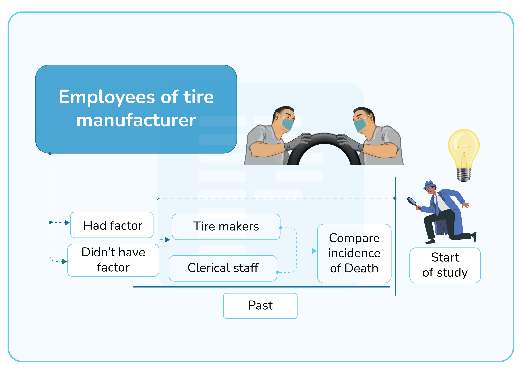 Employees of tire
manufacturer
Had factor
Didn't have
factor
Tire makers
Clerical staff
Compare
incidence
of Death
Start
of study
Past